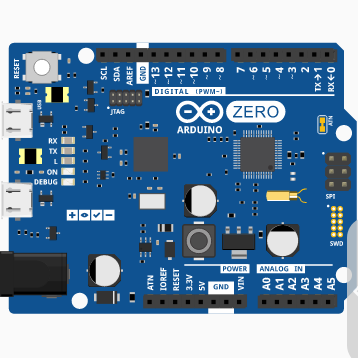 RESET
SCL
SDA
AREF
GND
~13
~12
~11
~10
~9
8
7
~6
~5
~4
~3
2
TX→1
RX←0
DIGITAL (PWM~)
USB
JTAG
ZERO
ARDUINO
ATN
RX
TX
L
ON
DEBUG
SPI
SWD
POWER
ANALOG IN
ATN
IOREF
RESET
3.3V
5V
GND
VIN
A0
A1
A2
A3
A4
A5